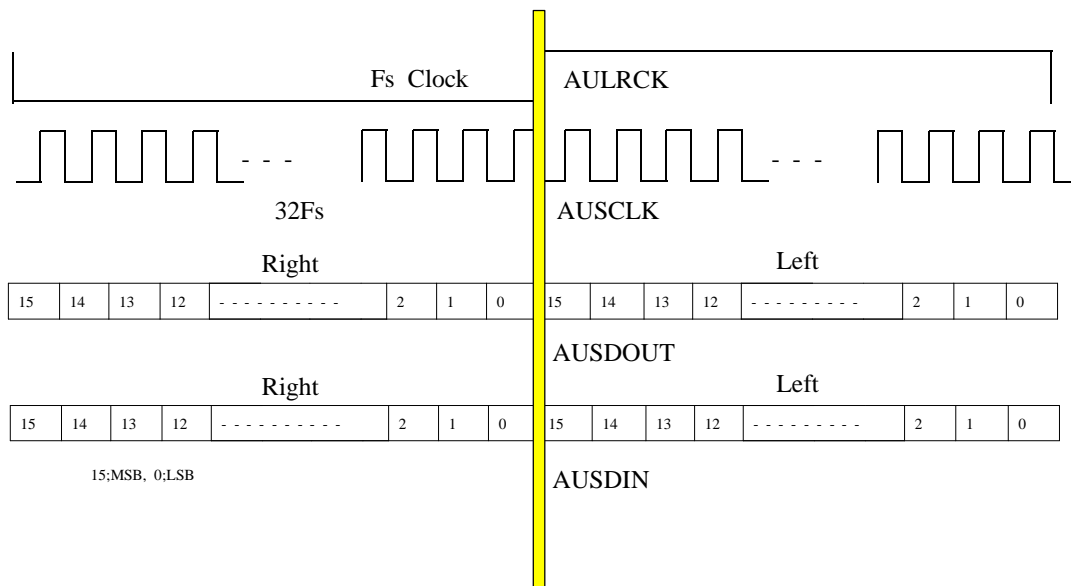 Fs Clock AULRCK
- - - - - -
32Fs AUSCLK
Right Left
15 14 13 12 - - - - - - - - - - 2 1 0 15 14 13 12 - - - - - - - - - 2 1 0
AUSDOUT
Right Left
15 14 13 12 - - - - - - - - - - 2 1 0 15 14 13 12 - - - - - - - - - 2 1 0
15;MSB, 0;LSB AUSDIN